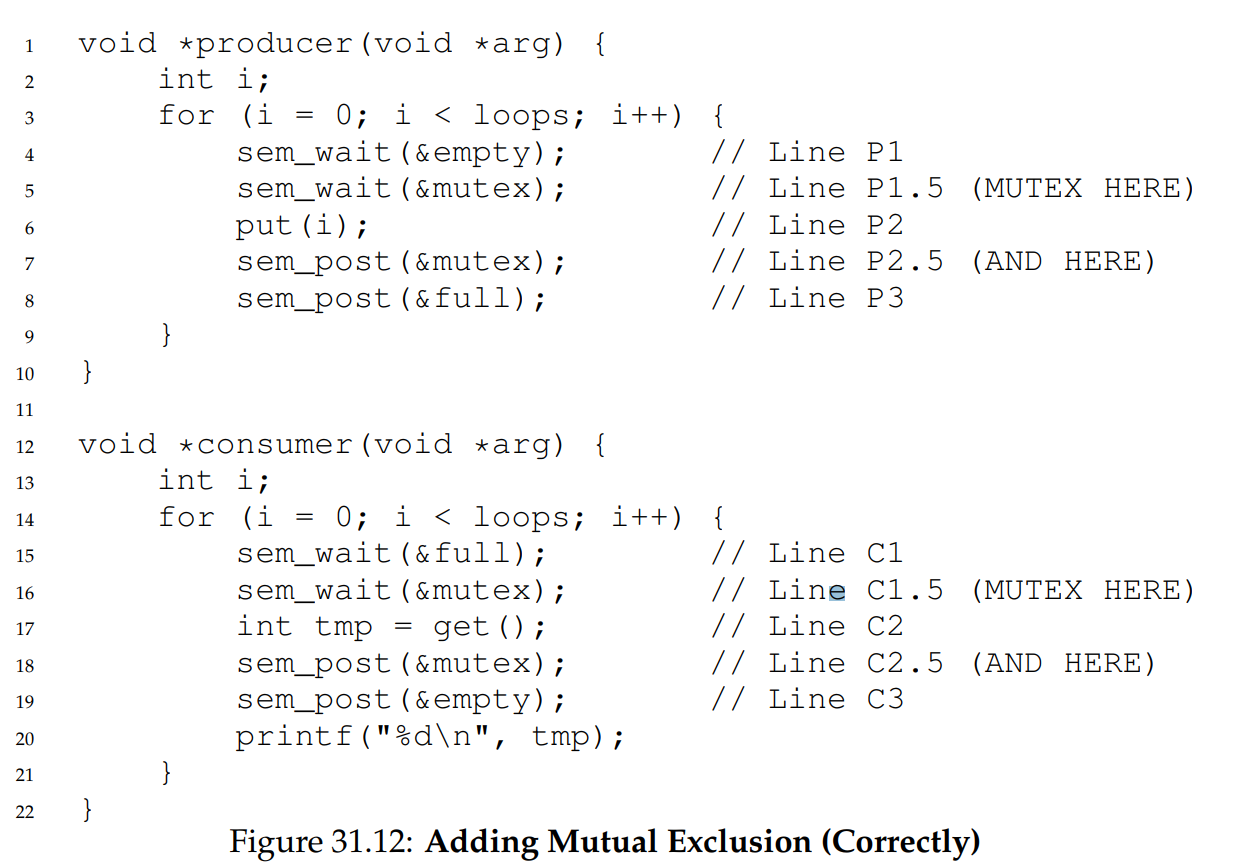 1 void *producer(void *arg) {
2 int i;
3 for (i = 0; i < loops; i++) {
4 sem_wait(&empty); // Line P1
5 sem_wait(&mutex); // Line P1.5 (MUTEX HERE)
6 put(i); // Line P2
7 sem_post(&mutex); // Line P2.5 (AND HERE)
8 sem_post(&full); // Line P3
9 }
10 }
11
12 void *consumer(void *arg) {
13 int i;
14 for (i = 0; i < loops; i++) {
15 sem_wait(&full); // Line C1
16 sem_wait(&mutex); // Line C1.5 (MUTEX HERE)
17 int tmp = get(); // Line C2
18 sem_post(&mutex); // Line C2.5 (AND HERE)
19 sem_post(&empty); // Line C3
20 printf("%d\n", tmp);
21 }
22 }
Figure 31.12: Adding Mutual Exclusion (Correctly)